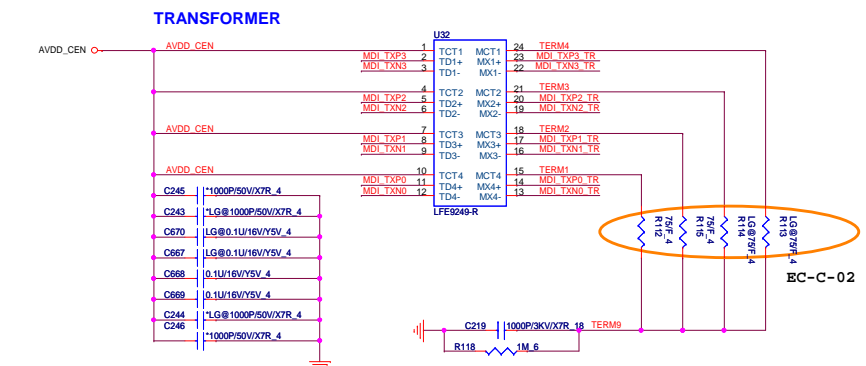 TRANSFORMER
U32
AVDD_CEN
AVDD_CEN 1 TCT1 MCT1 24 TERM4
MDI_TXP3 2 TD1+ MX1+ 23 MDI_TXP3_TR
MDI_TXN3 3 TD1- MX1- 22 MDI_TXN3_TR
4 TCT2 MCT2 21 TERM3
MDI_TXP2 5 TD2+ MX2+ 20 MDI_TXP2_TR
MDI_TXN2 6 TD2- MX2- 19 MDI_TXN2_TR
AVDD_CEN 7 TCT3 MCT3 18 TERM2
MDI_TXP1 8 TD3+ MX3+ 17 MDI_TXP1_TR
MDI_TXN1 9 TD3- MX3- 16 MDI_TXN1_TR
AVDD_CEN 10 TCT4 MCT4 15 TERM1
MDI_TXP0 11 TD4+ MX4+ 14 MDI_TXP0_TR
MDI_TXN0 12 TD4- MX4- 13 MDI_TXN0_TR
LFE9249-R
C245 *1000P/50V/X7R_4
C243 *LG@1000P/50V/X7R_4
C670 LG@0.1U/16V/Y5V_4
C667 LG@0.1U/16V/Y5V_4
C668 0.1U/16V/Y5V_4
C669 0.1U/16V/Y5V_4
C244 *LG@1000P/50V/X7R_4
C246 *1000P/50V/X7R_4
R112 75/F_4
R115 75/F_4
R114 LG@75/F_4
R113 LG@75/F_4
EC-C-02
C219 1000P/3KV/X7R_18 TERM9
R118 1M_6